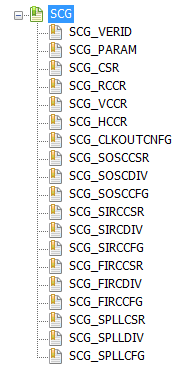 SCG
SCG_VERID
SCG_PARAM
SCG_CSR
SCG_RCCR
SCG_VCCR
SCG_HCCR
SCG_CLKOUTCNFG
SCG_SOSCCSR
SCG_SOSCDIV
SCG_SOSCCFG
SCG_SIRCCSR
SCG_SIRCDIV
SCG_SIRCCFG
SCG_FIRCCSR
SCG_FIRCDIV
SCG_FIRCCFG
SCG_SPLLCSR
SCG_SPLLDIV
SCG_SPLLCFG